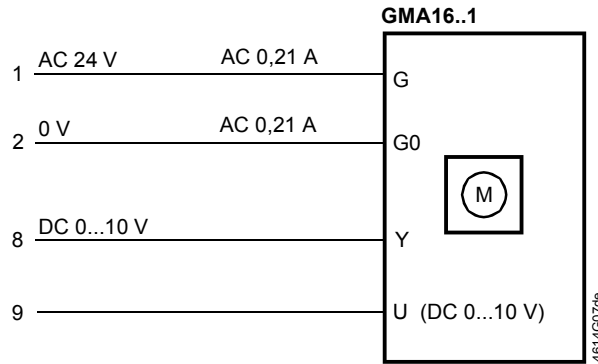 GMA16..1
1 AC 24 V AC 0,21 A G
2 0 V AC 0,21 A G0
M
8 DC 0...10 V Y
9 U (DC 0...10 V)
4614G07de